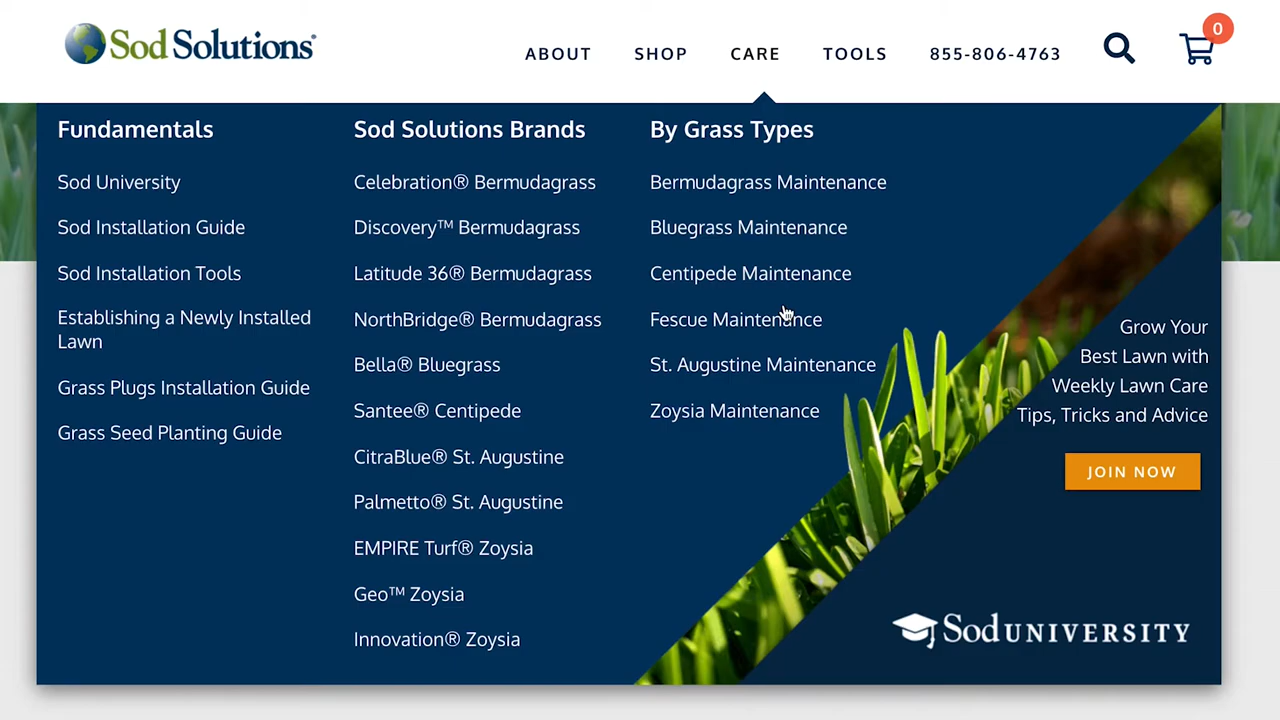 Sod Solutions
ABOUT
SHOP
CARE
TOOLS
855-806-4763
0
Fundamentals
Sod University
Sod Installation Guide
Sod Installation Tools
Establishing a Newly Installed
Lawn
Grass Plugs Installation Guide
Grass Seed Planting Guide
Sod Solutions Brands
Celebration® Bermudagrass
Discovery™ Bermudagrass
Latitude 36® Bermudagrass
NorthBridge® Bermudagrass
Bella® Bluegrass
Santee® Centipede
CitraBlue® St. Augustine
Palmetto® St. Augustine
EMPIRE Turf® Zoysia
Geo™ Zoysia
Innovation® Zoysia
By Grass Types
Bermudagrass Maintenance
Bluegrass Maintenance
Centipede Maintenance
Fescue Maintenance
St. Augustine Maintenance
Zoysia Maintenance
Grow Your
Best Lawn with
Weekly Lawn Care
Tips, Tricks and Advice
JOIN NOW
Sod UNIVERSITY